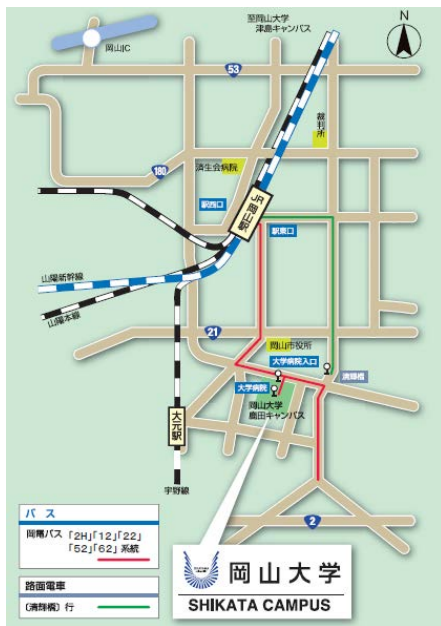 至岡山大学
津島キャンパス
N
岡山IC
53
裁判所
180
済生会病院
駅西口
JR岡山駅
駅東口
山陽新幹線
山陽本線
21
岡山市役所
大学病院入口
清輝橋
大学病院
岡山大学
鹿田キャンパス
大元駅
宇野線
2
バス
岡電バス 「2H」「12」「22」
「52」「62」系統
路面電車
〔清輝橋〕行
岡山大学
SHIKATA CAMPUS